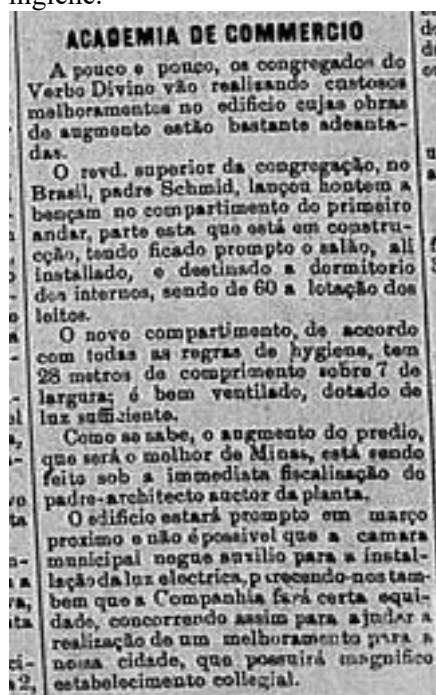 ACADEMIA DE COMMERCIO
A pouco e pouco, os congregados do
Verbo Divino vão realizando custosos
melhoramentos no edificio cujas obras
de augmento estão bastante adeanta-
das.
O revd. superior da congregação, no
Brasil, padre Schmid, lançou hontem a
bençam no compartimento do primeiro
andar, parte esta que está em constru-
cção, tendo ficado prompto o salão, all
installado, e destinado a dormitorio
dos internos, sendo de 60 a lotação dos
leitos.
O novo compartimento, de accordo
com todas as regras de hygiene, tem
28 metros de comprimento sobre 7 de
largura; é bem ventilado, dotado de
luz sufficiente.
Como se sabe, o augmento do predio,
que será o melhor de Minas, está sendo
feito sob a immediata fiscalisação do
padre-architecto auctor da planta.
O edificio estará prompto em março
proximo e não é possivel que a camara
municipal negue auxilio para a instal-
lação da luz electrica, parecendo-nos tam-
bem que a Companhia fará certa equi-
dade, concorrendo assim para ajudar a
realização de um melhoramento para a
nossa cidade, que possuirá magnifico
estabelecimento collegial.